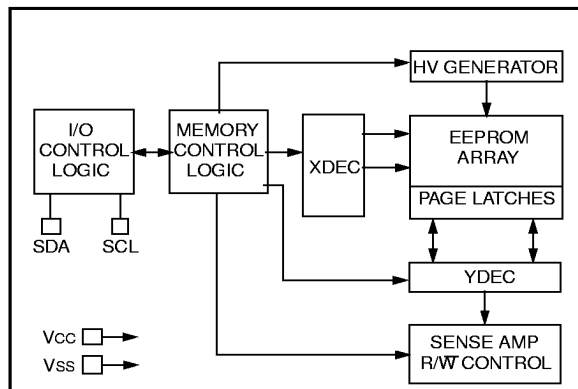 HV GENERATOR
I/O
CONTROL
LOGIC
MEMORY
CONTROL
LOGIC
XDEC
EEPROM
ARRAY
PAGE LATCHES
SDA
SCL
YDEC
VCC
VSS
SENSE AMP
R/W̅ CONTROL